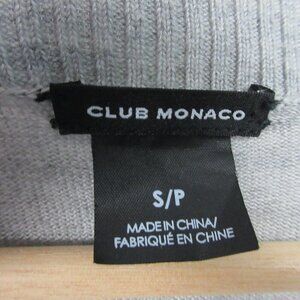 CLUB MONACO
S/P
MADE IN CHINA/
FABRIQUÉ EN CHINE